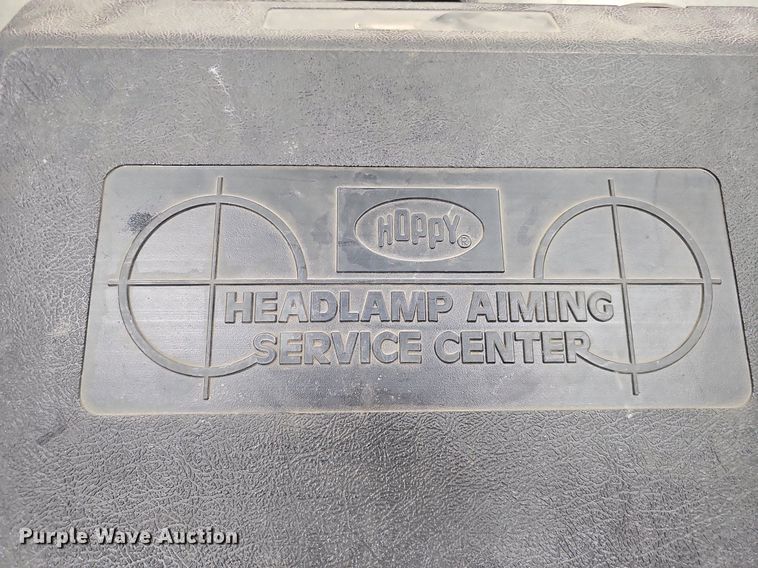 HOPPY®
HEADLAMP AIMING
SERVICE CENTER
Purple Wave Auction